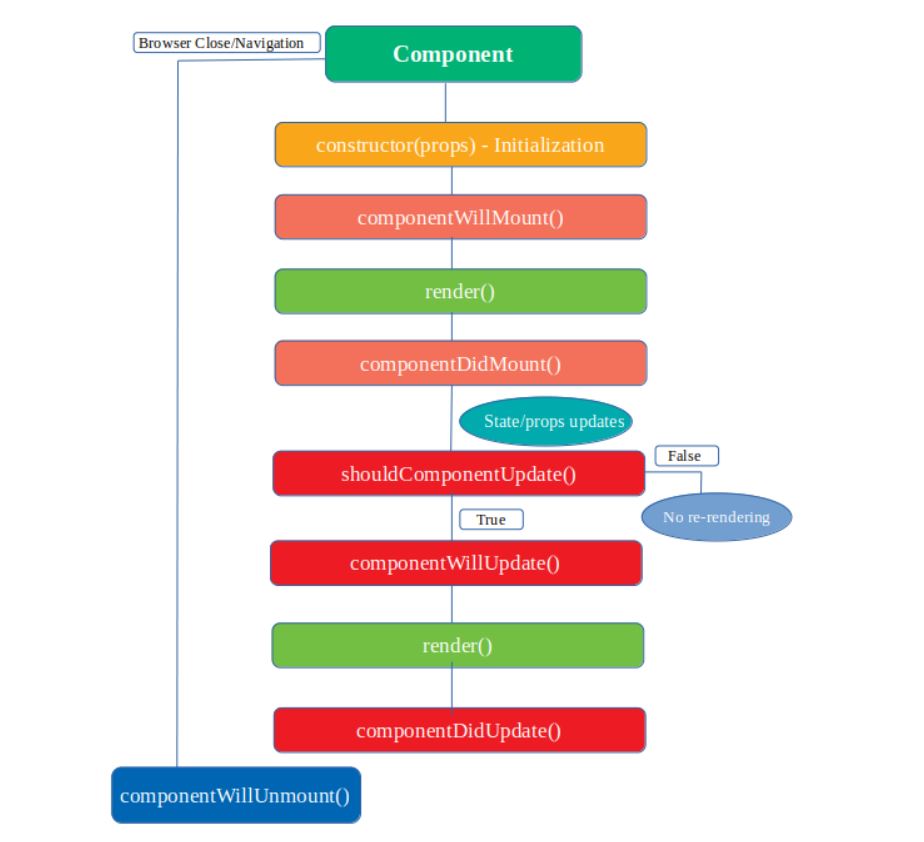 Browser Close/Navigation
Component
constructor(props) - Initialization
componentWillMount()
render()
componentDidMount()
State/props updates
False
shouldComponentUpdate()
No re-rendering
True
componentWillUpdate()
render()
componentDidUpdate()
componentWillUnmount()